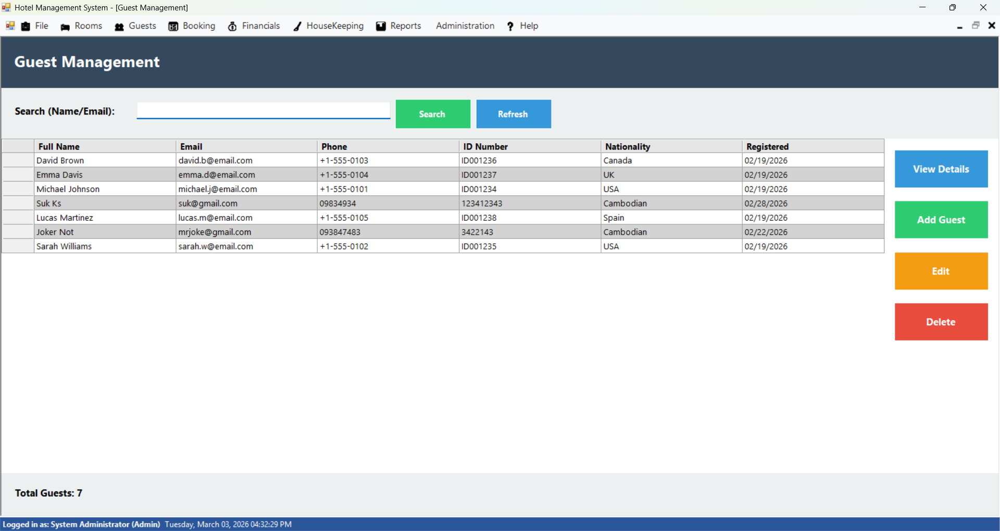 Hotel Management System - [Guest Management]
File Rooms Guests Booking Financials HouseKeeping Reports Administration ? Help
Guest Management
Search (Name/Email): Search Refresh
Full Name Email Phone ID Number Nationality Registered
David Brown david.b@email.com +1-555-0103 ID001236 Canada 02/19/2026
Emma Davis emma.d@email.com +1-555-0104 ID001237 UK 02/19/2026
Michael Johnson michael.j@email.com +1-555-0101 ID001234 USA 02/19/2026
Suk Ks suk@gmail.com 09834934 123412343 Cambodian 02/28/2026
Lucas Martinez lucas.m@email.com +1-555-0105 ID001238 Spain 02/19/2026
Joker Not mrjoke@gmail.com 093847483 3422143 Cambodian 02/22/2026
Sarah Williams sarah.w@email.com +1-555-0102 ID001235 USA 02/19/2026
View Details
Add Guest
Edit
Delete
Total Guests: 7
Logged in as: System Administrator (Admin) Tuesday, March 03, 2026 04:32:29 PM